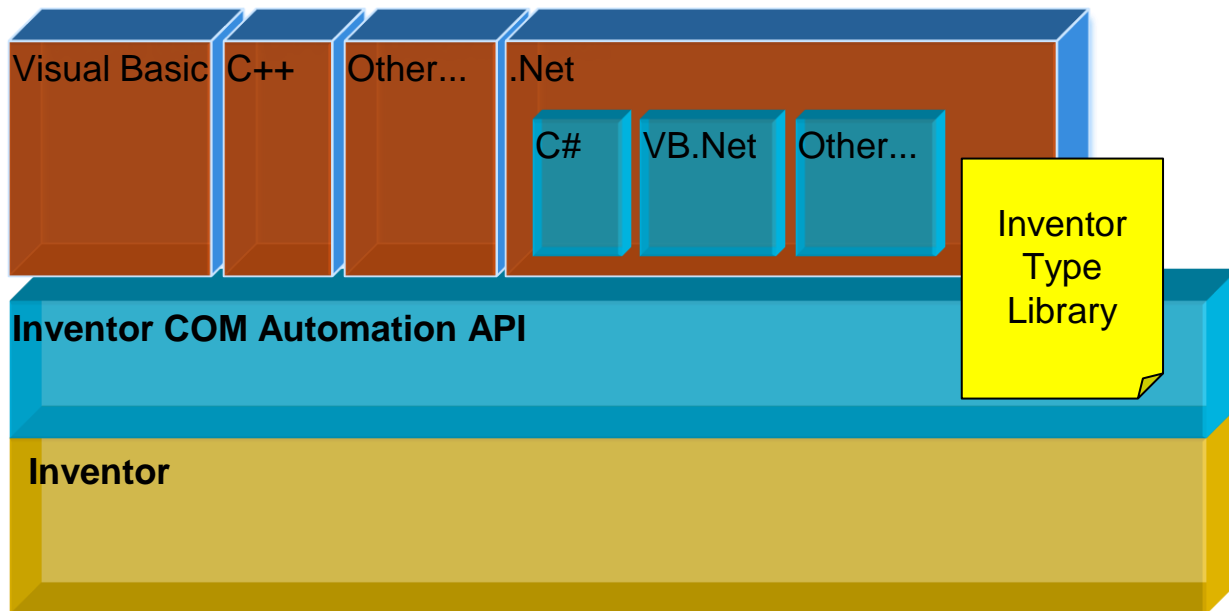 Visual Basic
C++
Other...
.Net
C#
VB.Net
Other...
Inventor
Type
Library
Inventor COM Automation API
Inventor